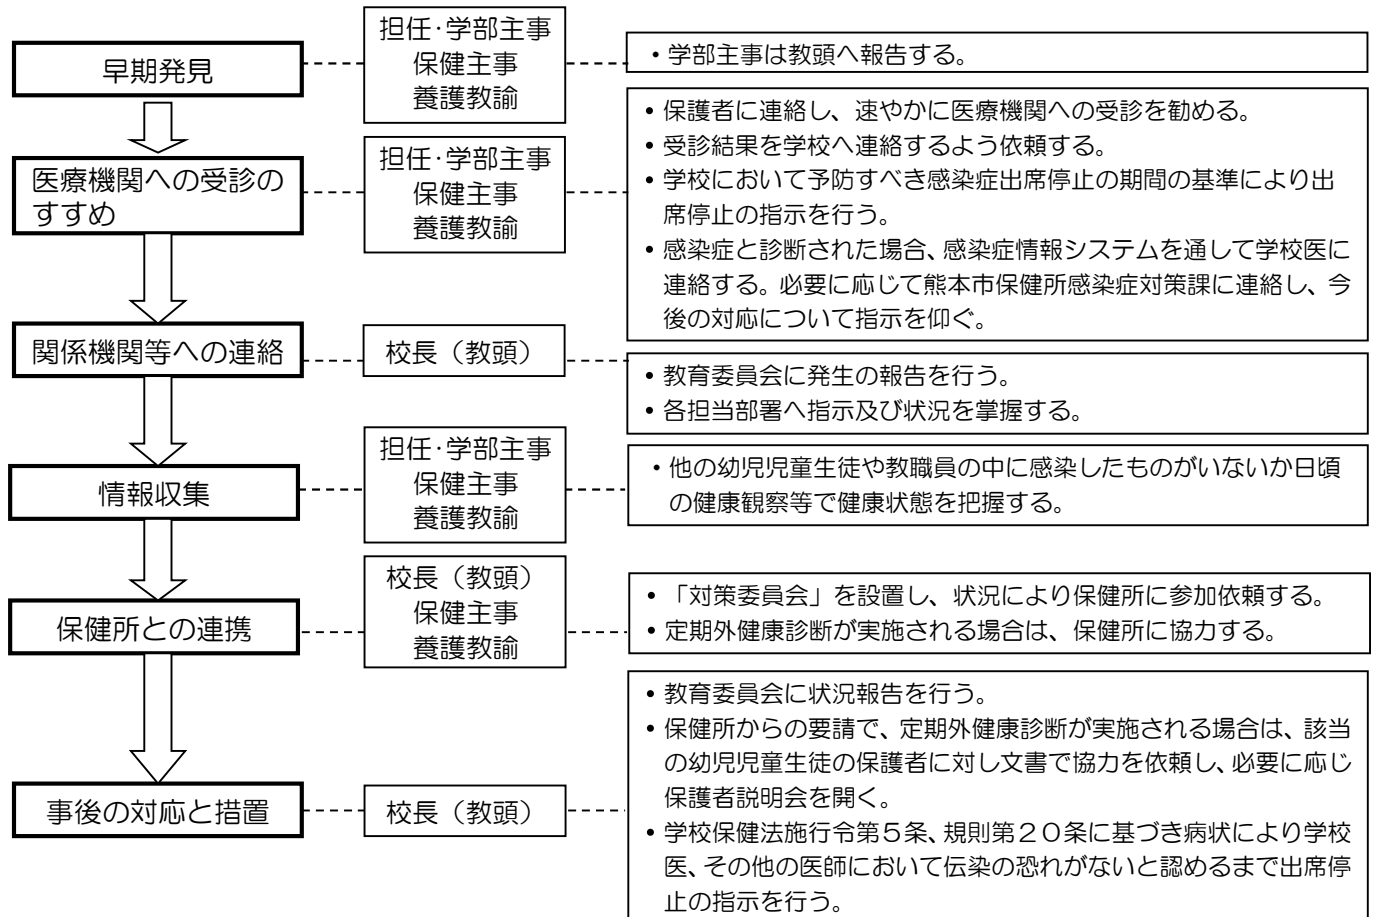 早期発見
担任・学部主事
保健主事
養護教諭
・学部主事は教頭へ報告する。
医療機関への受診の
すすめ
担任・学部主事
保健主事
養護教諭
・保護者に連絡し、速やかに医療機関への受診を勧める。
・受診結果を学校へ連絡するよう依頼する。
・学校において予防すべき感染症出席停止の期間の基準により出
席停止の指示を行う。
・感染症と診断された場合、感染症情報システムを通して学校医に
連絡する。必要に応じて熊本市保健所感染症対策課に連絡し、今
後の対応について指示を仰ぐ。
関係機関等への連絡
校長（教頭）
・教育委員会に発生の報告を行う。
・各担当部署へ指示及び状況を掌握する。
情報収集
担任・学部主事
保健主事
養護教諭
・他の幼児児童生徒や教職員の中に感染したものがいないか日頃
の健康観察等で健康状態を把握する。
保健所との連携
校長（教頭）
保健主事
養護教諭
・「対策委員会」を設置し、状況により保健所に参加依頼する。
・定期外健康診断が実施される場合は、保健所に協力する。
事後の対応と措置
校長（教頭）
・教育委員会に状況報告を行う。
・保健所からの要請で、定期外健康診断が実施される場合は、該当
の幼児児童生徒の保護者に対し文書で協力を依頼し、必要に応じ
保護者説明会を開く。
・学校保健法施行令第５条、規則第２０条に基づき病状により学校
医、その他の医師において伝染の恐れがないと認めるまで出席停
止の指示を行う。